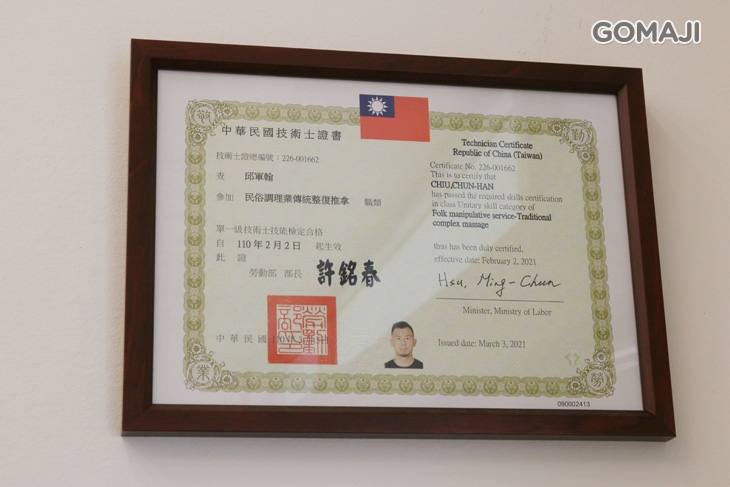 GOMAJI
中華民國技術士證書
技術士證總編號：226-001662
查 邱軍翰
參加 民俗調理業傳統整復推拿 職類
單一級技術士技能檢定合格
自 110年2月2日 起生效
此證
勞動部 部長 許銘春
中華民國
Technician Certificate
Republic of China (Taiwan)
Certificate No. 226-001662
This is to certify that
CHIU,CHUN-HAN
has passed the required skills certification
in class Unitary skill category of
Folk manipulative service-Traditional
complex massage
thus has been duly certified,
effective date: February 2, 2021
Hsu, Ming-Chun
Minister, Ministry of Labor
Issued date: March 3, 2021
090002413
敬
勤
業
勞